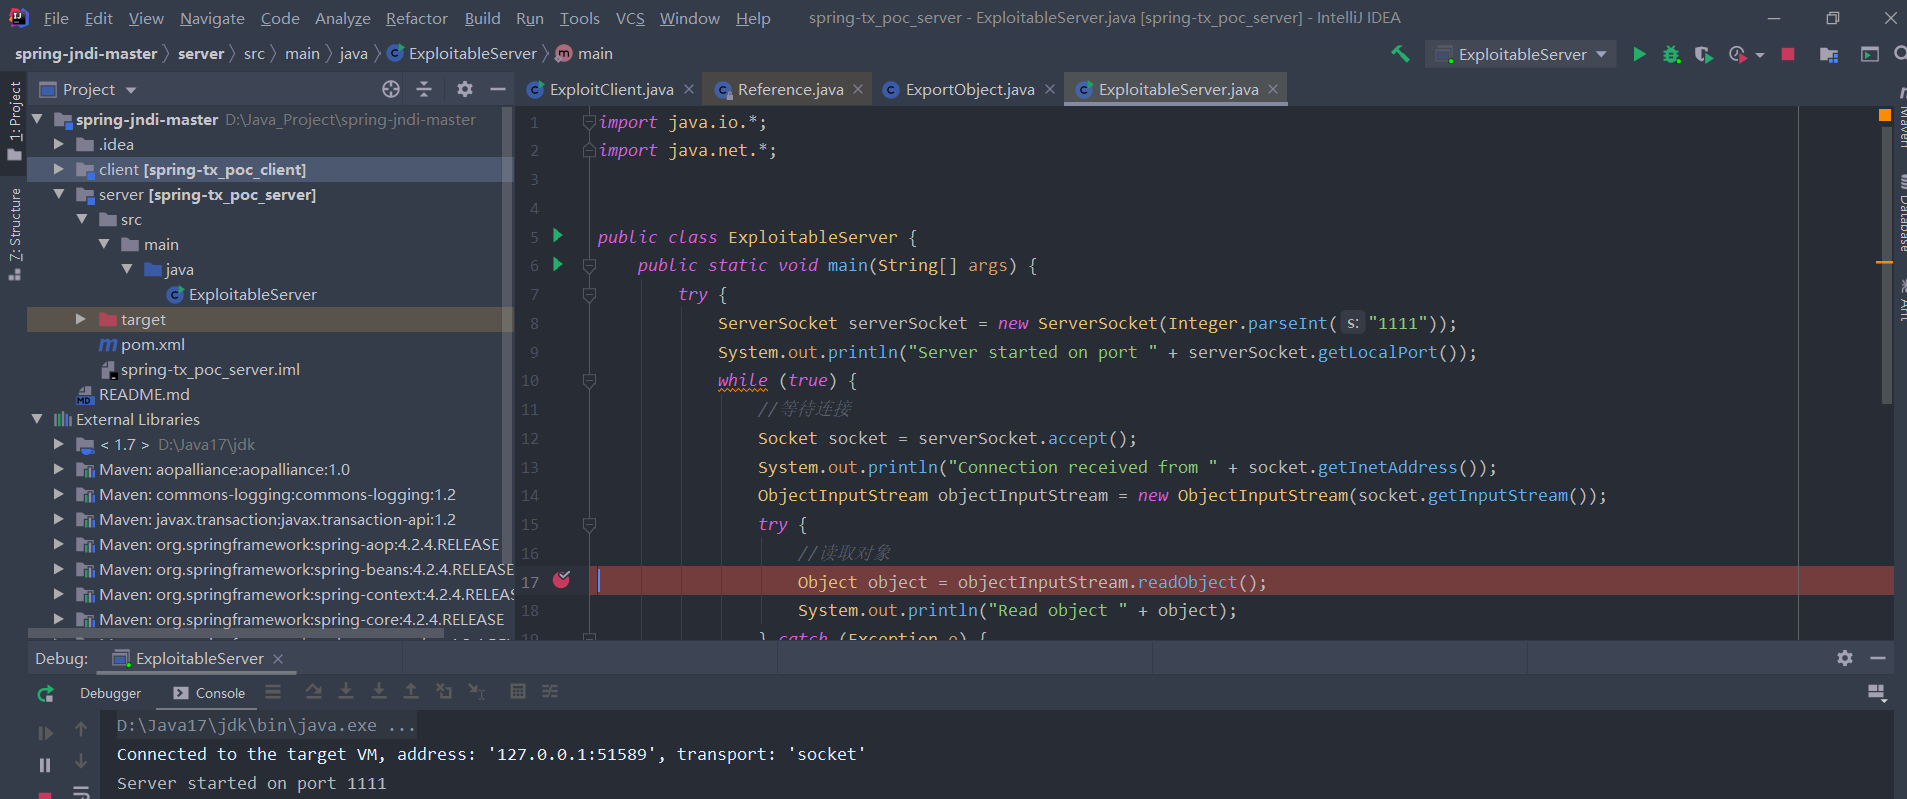 File Edit View Navigate Code Analyze Refactor Build Run Tools VCS Window Help spring-tx_poc_server - ExploitableServer.java [spring-tx_poc_server] - IntelliJ IDEA
spring-jndi-master server src main java ExploitableServer main ExploitableServer
1: Project
7: Structure
Project
spring-jndi-master D:\Java_Project\spring-jndi-master
.idea
client [spring-tx_poc_client]
server [spring-tx_poc_server]
src
main
java
ExploitableServer
target
pom.xml
spring-tx_poc_server.iml
README.md
External Libraries
< 1.7 > D:\Java17\jdk
Maven: aopalliance:aopalliance:1.0
Maven: commons-logging:commons-logging:1.2
Maven: javax.transaction:javax.transaction-api:1.2
Maven: org.springframework:spring-aop:4.2.4.RELEASE
Maven: org.springframework:spring-beans:4.2.4.RELEASE
Maven: org.springframework:spring-context:4.2.4.RELEAS
Maven: org.springframework:spring-core:4.2.4.RELEASE
ExploitClient.java Reference.java ExportObject.java ExploitableServer.java
1 import java.io.*;
2 import java.net.*;
3
4
5 public class ExploitableServer {
6 public static void main(String[] args) {
7 try {
8 ServerSocket serverSocket = new ServerSocket(Integer.parseInt( s: "1111"));
9 System.out.println("Server started on port " + serverSocket.getLocalPort());
10 while (true) {
11 //等待连接
12 Socket socket = serverSocket.accept();
13 System.out.println("Connection received from " + socket.getInetAddress());
14 ObjectInputStream objectInputStream = new ObjectInputStream(socket.getInputStream());
15 try {
16 //读取对象
17 Object object = objectInputStream.readObject();
18 System.out.println("Read object " + object);
19 } catch (Exception e) {
Maven
Database
Ant
Debug: ExploitableServer
Debugger Console
D:\Java17\jdk\bin\java.exe ...
Connected to the target VM, address: '127.0.0.1:51589', transport: 'socket'
Server started on port 1111